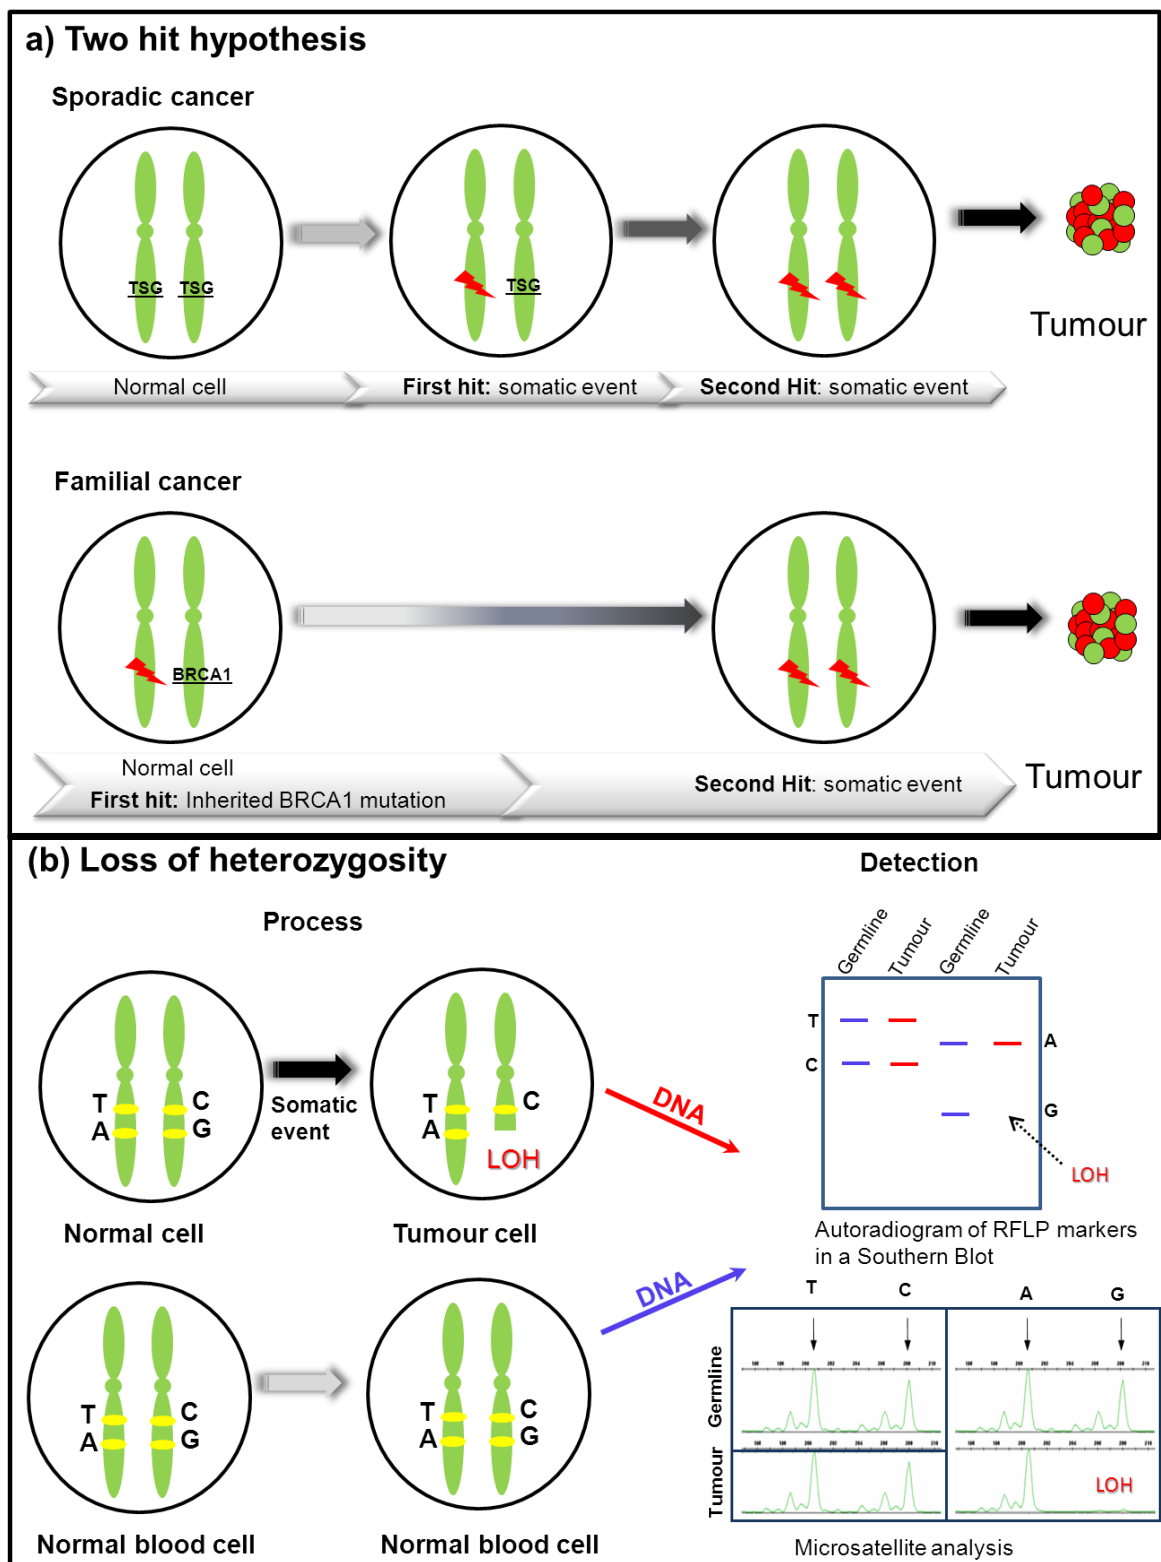 a) Two hit hypothesis
Sporadic cancer
TSG TSG
TSG
Tumour
Normal cell
First hit: somatic event
Second Hit: somatic event
Familial cancer
BRCA1
Normal cell
First hit: Inherited BRCA1 mutation
Second Hit: somatic event
Tumour
(b) Loss of heterozygosity
Detection
Process
Germline
Tumour
Germline
Tumour
T
C
A
G
LOH
T
A
C
G
Somatic
event
T
A
C
LOH
DNA
Normal cell
Tumour cell
Autoradiogram of RFLP markers
in a Southern Blot
DNA
T
A
C
G
T
A
C
G
Normal blood cell
Normal blood cell
T C A G
Germline
Tumour
LOH
Microsatellite analysis